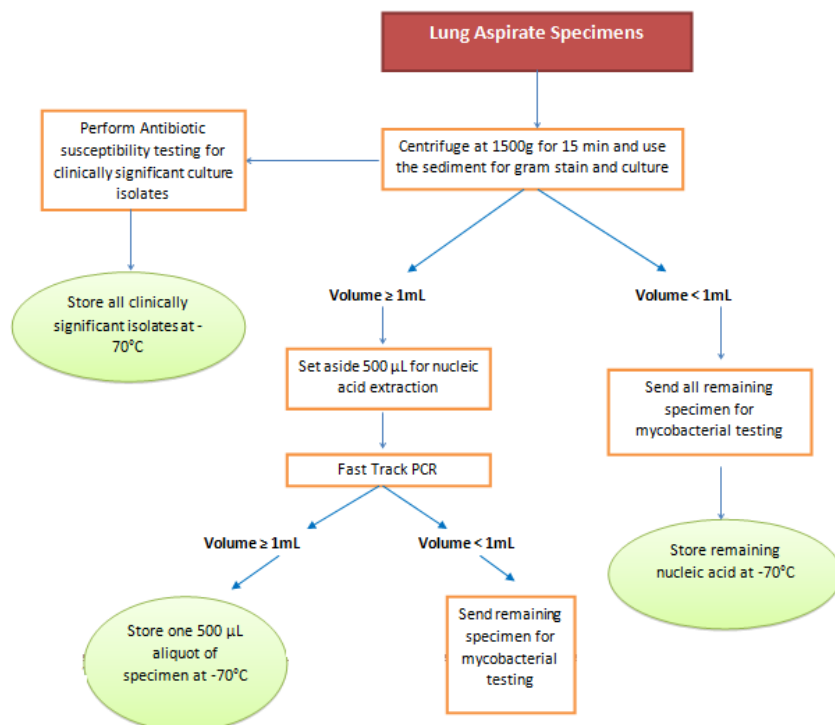 Lung Aspirate Specimens
Perform Antibiotic
susceptibility testing for
clinically significant culture
isolates
Centrifuge at 1500g for 15 min and use
the sediment for gram stain and culture
Store all clinically
significant isolates at -
70°C
Volume ≥ 1mL
Volume < 1mL
Set aside 500 µL for nucleic
acid extraction
Send all remaining
specimen for
mycobacterial testing
Fast Track PCR
Volume ≥ 1mL
Volume < 1mL
Store remaining
nucleic acid at -70°C
Store one 500 µL
aliquot of
specimen at -70°C
Send remaining
specimen for
mycobacterial
testing